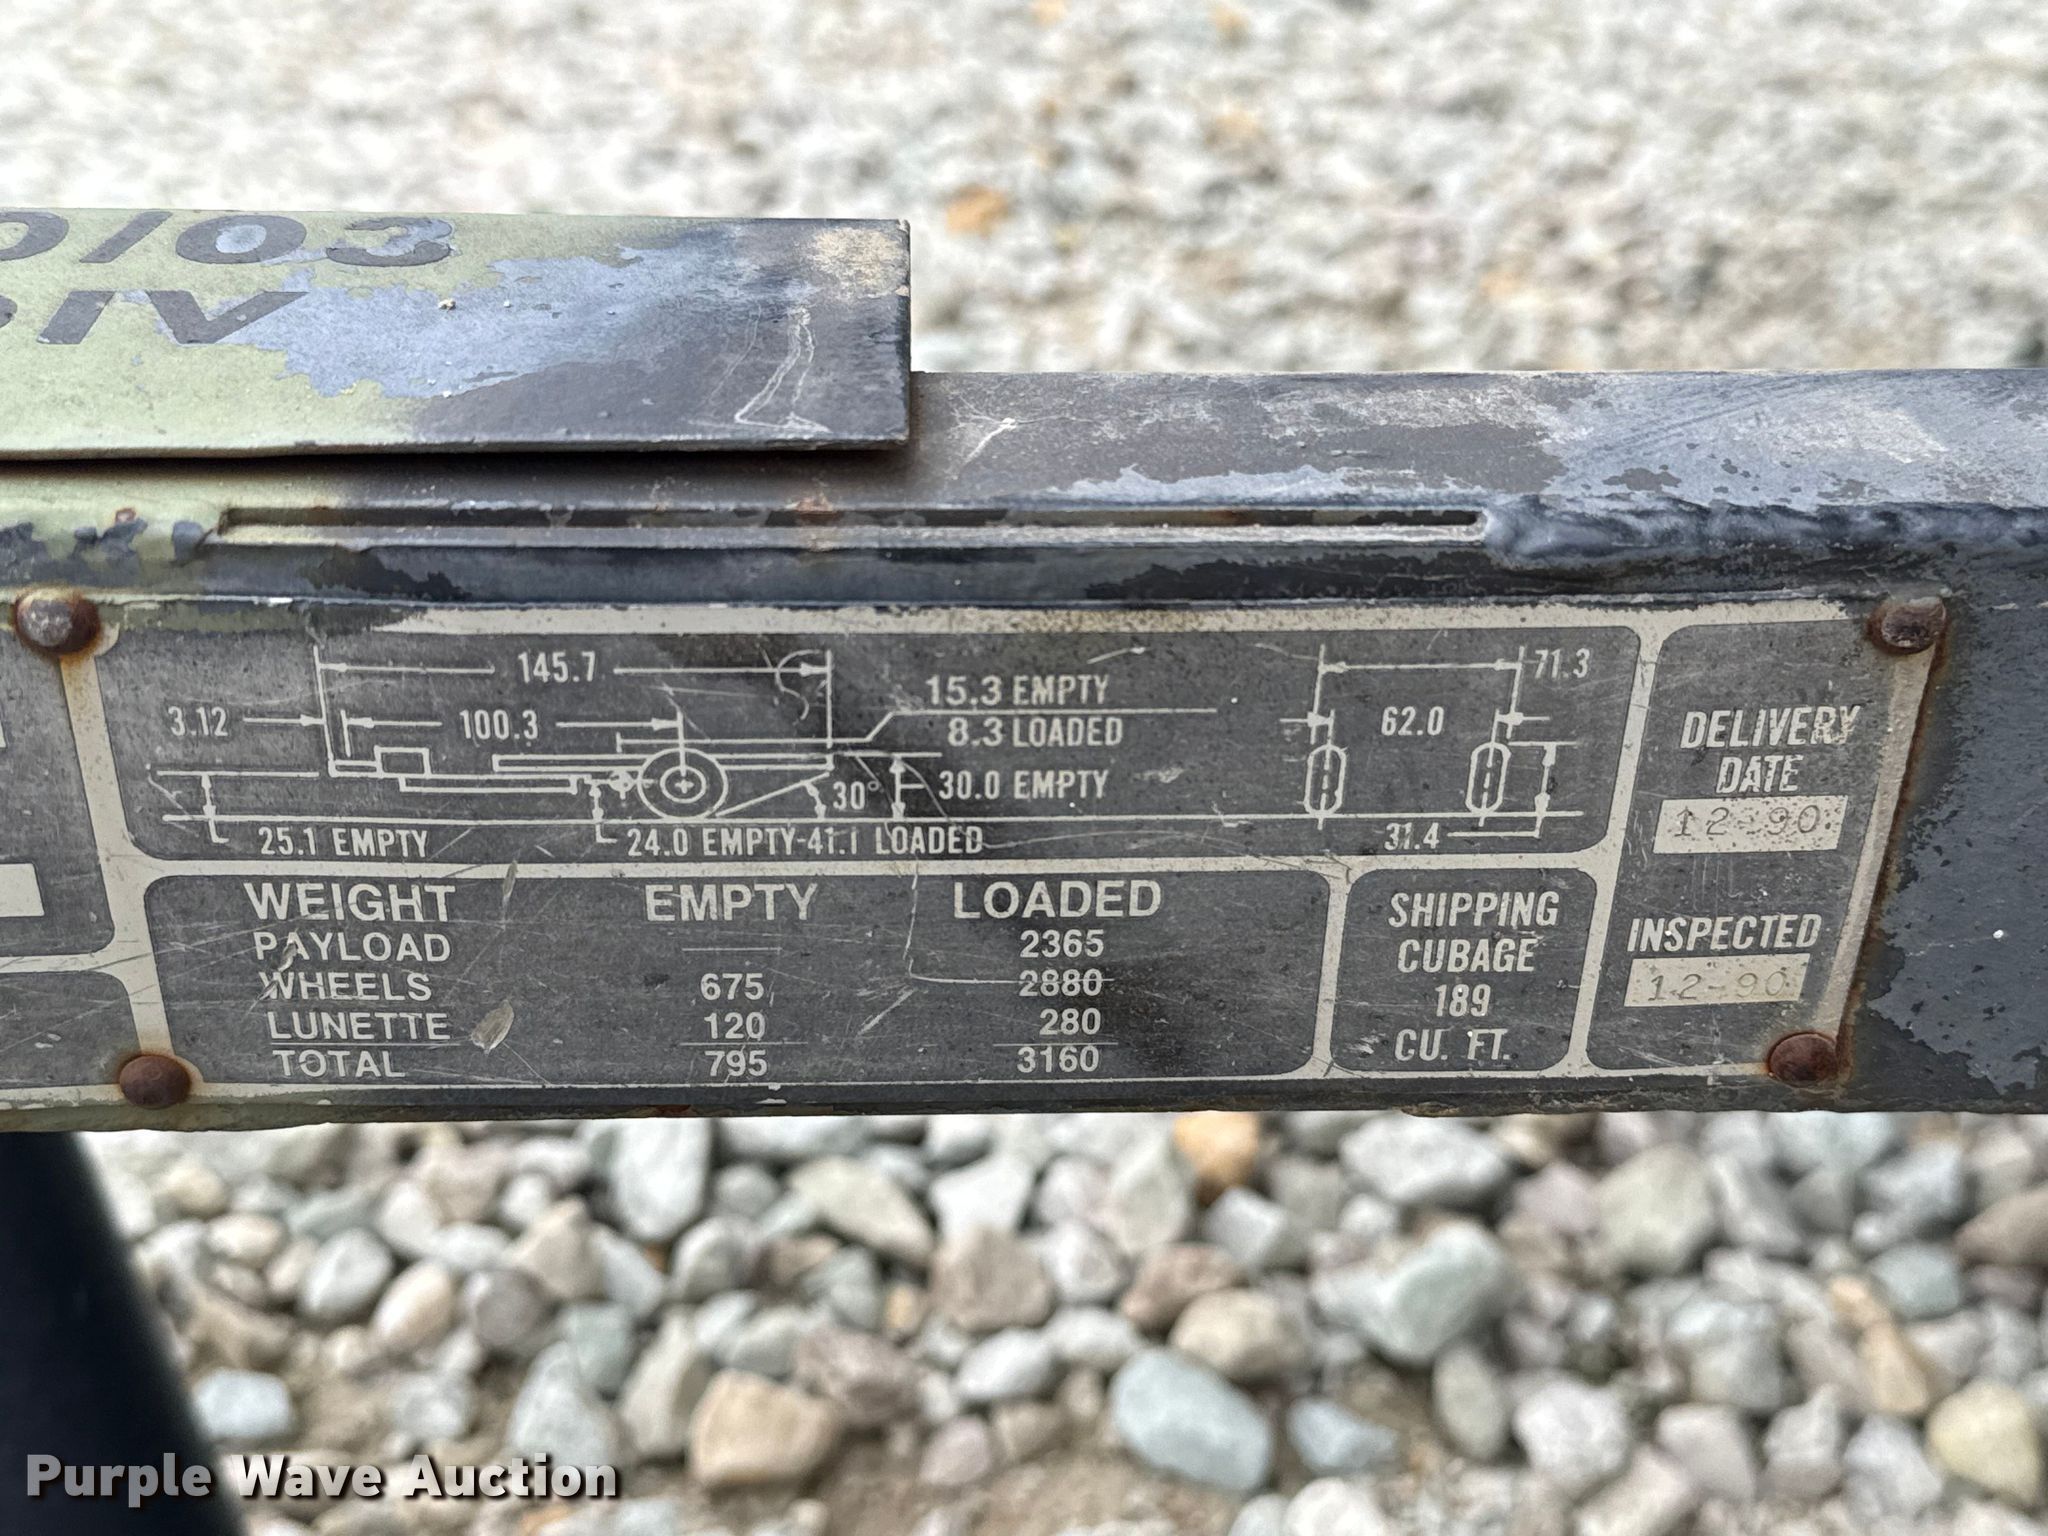 0/03
DIV
145.7
3.12
100.3
15.3 EMPTY
8.3 LOADED
30.0 EMPTY
30°
25.1 EMPTY
24.0 EMPTY-41.1 LOADED
71.3
62.0
31.4
WEIGHT EMPTY LOADED
PAYLOAD 2365
WHEELS 675 2880
LUNETTE 120 280
TOTAL 795 3160
SHIPPING
CUBAGE
189
CU. FT.
DELIVERY
DATE
12-90
INSPECTED
12-90
Purple Wave Auction